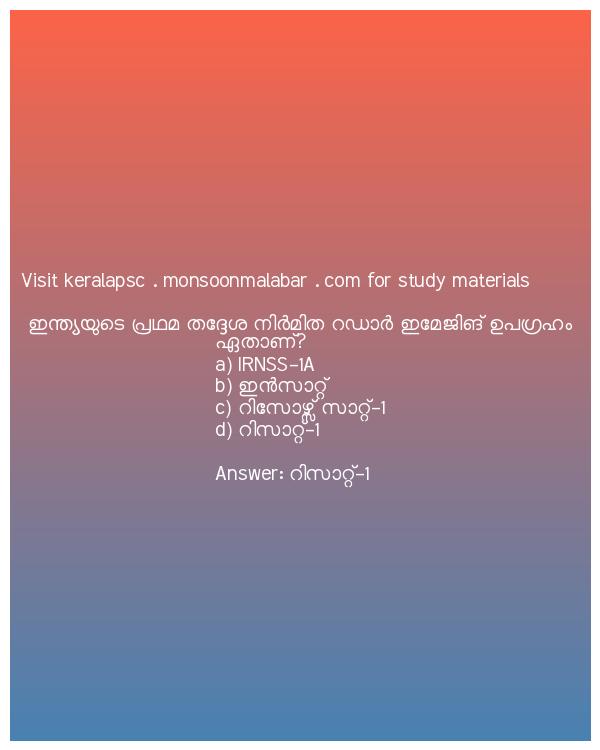 Visit keralapsc . monsoonmalabar . com for study materials
ഇന്ത്യയുടെ പ്രഥമ തദ്ദേശ നിർമിത റഡാർ ഇമേജിങ് ഉപഗ്രഹം
ഏതാണ്?
a) IRNSS-1A
b) ഇൻസാറ്റ്
c) റിസോഴ്സ് സാറ്റ്-1
d) റിസാറ്റ്-1
Answer: റിസാറ്റ്-1